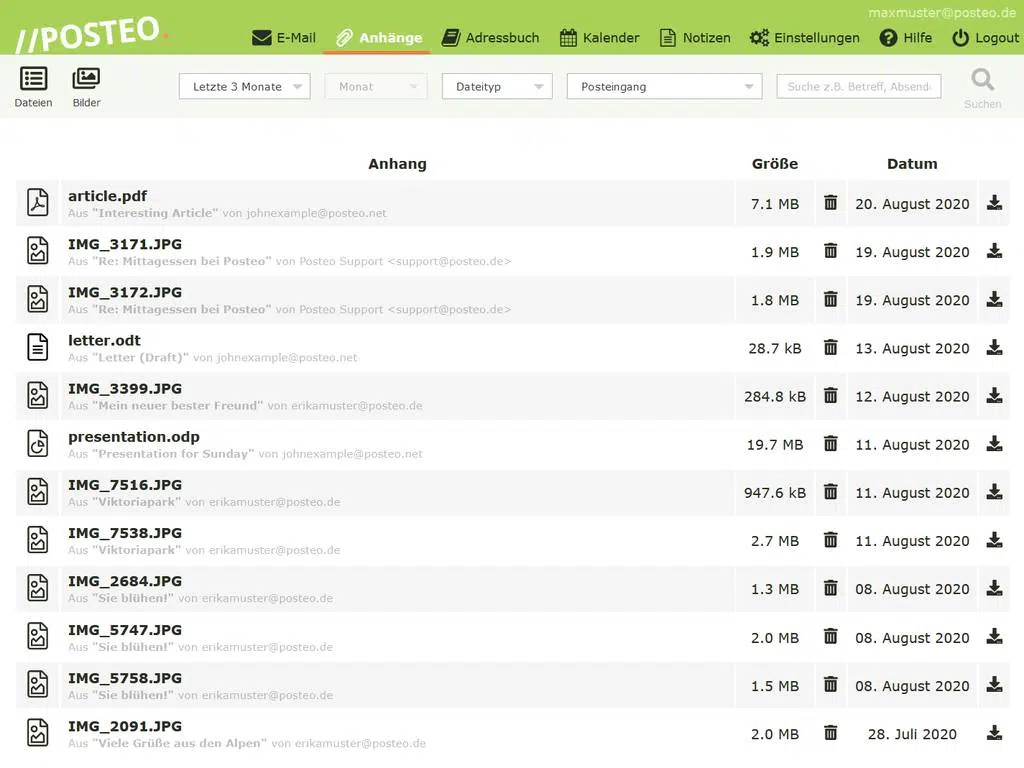 maxmuster@posteo.de
//POSTEO
E-Mail Anhänge Adressbuch Kalender Notizen Einstellungen Hilfe Logout
Dateien Bilder Letzte 3 Monate Monat Dateityp Posteingang Suche z.B. Betreff, Absende Suchen
Anhang Größe Datum
article.pdf 7.1 MB 20. August 2020
Aus "Interesting Article" von johnexample@posteo.net
IMG_3171.JPG 1.9 MB 19. August 2020
Aus "Re: Mittagessen bei Posteo" von Posteo Support <support@posteo.de>
IMG_3172.JPG 1.8 MB 19. August 2020
Aus "Re: Mittagessen bei Posteo" von Posteo Support <support@posteo.de>
letter.odt 28.7 kB 13. August 2020
Aus "Letter (Draft)" von johnexample@posteo.net
IMG_3399.JPG 284.8 kB 12. August 2020
Aus "Mein neuer bester Freund" von erikamuster@posteo.de
presentation.odp 19.7 MB 11. August 2020
Aus "Presentation for Sunday" von johnexample@posteo.net
IMG_7516.JPG 947.6 kB 11. August 2020
Aus "Viktoriapark" von erikamuster@posteo.de
IMG_7538.JPG 2.7 MB 11. August 2020
Aus "Viktoriapark" von erikamuster@posteo.de
IMG_2684.JPG 1.3 MB 08. August 2020
Aus "Sie blühen!" von erikamuster@posteo.de
IMG_5747.JPG 2.0 MB 08. August 2020
Aus "Sie blühen!" von erikamuster@posteo.de
IMG_5758.JPG 1.5 MB 08. August 2020
Aus "Sie blühen!" von erikamuster@posteo.de
IMG_2091.JPG 2.0 MB 28. Juli 2020
Aus "Viele Grüße aus den Alpen" von erikamuster@posteo.de